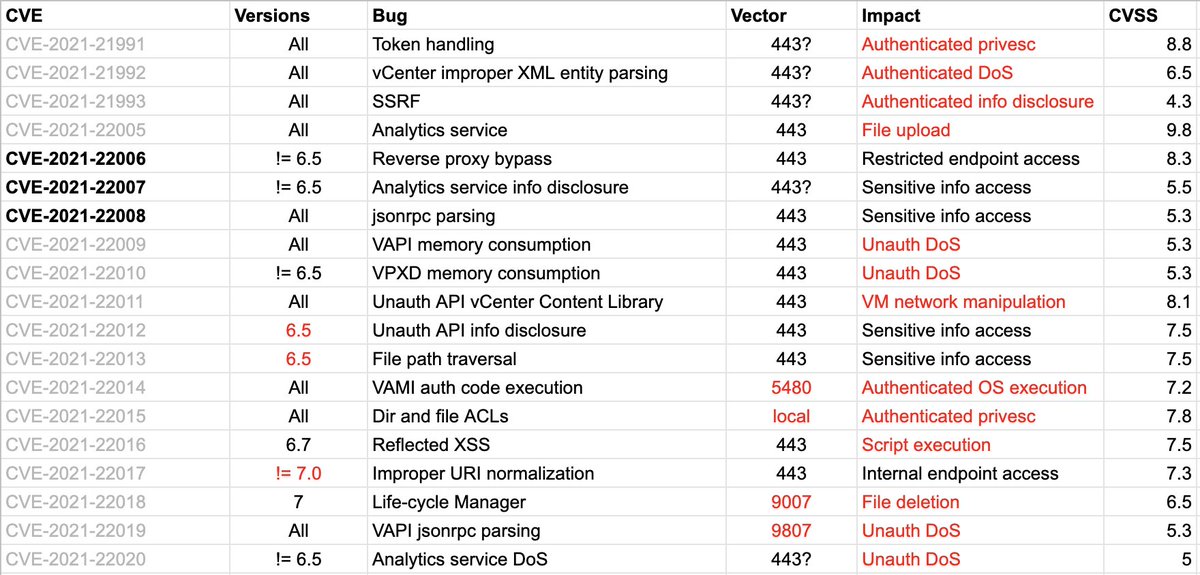 CVE Versions Bug Vector Impact CVSS
CVE-2021-21991 All Token handling 443? Authenticated privesc 8.8
CVE-2021-21992 All vCenter improper XML entity parsing 443? Authenticated DoS 6.5
CVE-2021-21993 All SSRF 443? Authenticated info disclosure 4.3
CVE-2021-22005 All Analytics service 443 File upload 9.8
CVE-2021-22006 != 6.5 Reverse proxy bypass 443 Restricted endpoint access 8.3
CVE-2021-22007 != 6.5 Analytics service info disclosure 443? Sensitive info access 5.5
CVE-2021-22008 All jsonrpc parsing 443 Sensitive info access 5.3
CVE-2021-22009 All VAPI memory consumption 443 Unauth DoS 5.3
CVE-2021-22010 != 6.5 VPXD memory consumption 443 Unauth DoS 5.3
CVE-2021-22011 All Unauth API vCenter Content Library 443 VM network manipulation 8.1
CVE-2021-22012 6.5 Unauth API info disclosure 443 Sensitive info access 7.5
CVE-2021-22013 6.5 File path traversal 443 Sensitive info access 7.5
CVE-2021-22014 All VAMI auth code execution 5480 Authenticated OS execution 7.2
CVE-2021-22015 All Dir and file ACLs local Authenticated privesc 7.8
CVE-2021-22016 6.7 Reflected XSS 443 Script execution 7.5
CVE-2021-22017 != 7.0 Improper URI normalization 443 Internal endpoint access 7.3
CVE-2021-22018 7 Life-cycle Manager 9007 File deletion 6.5
CVE-2021-22019 All VAPI jsonrpc parsing 9807 Unauth DoS 5.3
CVE-2021-22020 != 6.5 Analytics service DoS 443? Unauth DoS 5